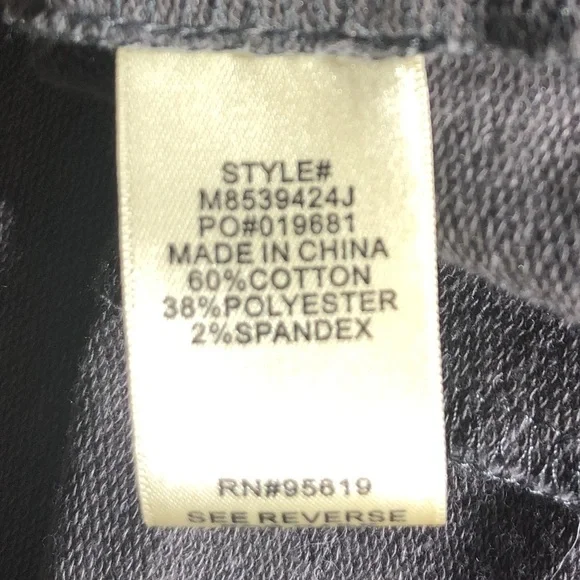 STYLE#
M8539424J
PO#019681
MADE IN CHINA
60%COTTON
38%POLYESTER
2%SPANDEX
RN#95619
SEE REVERSE